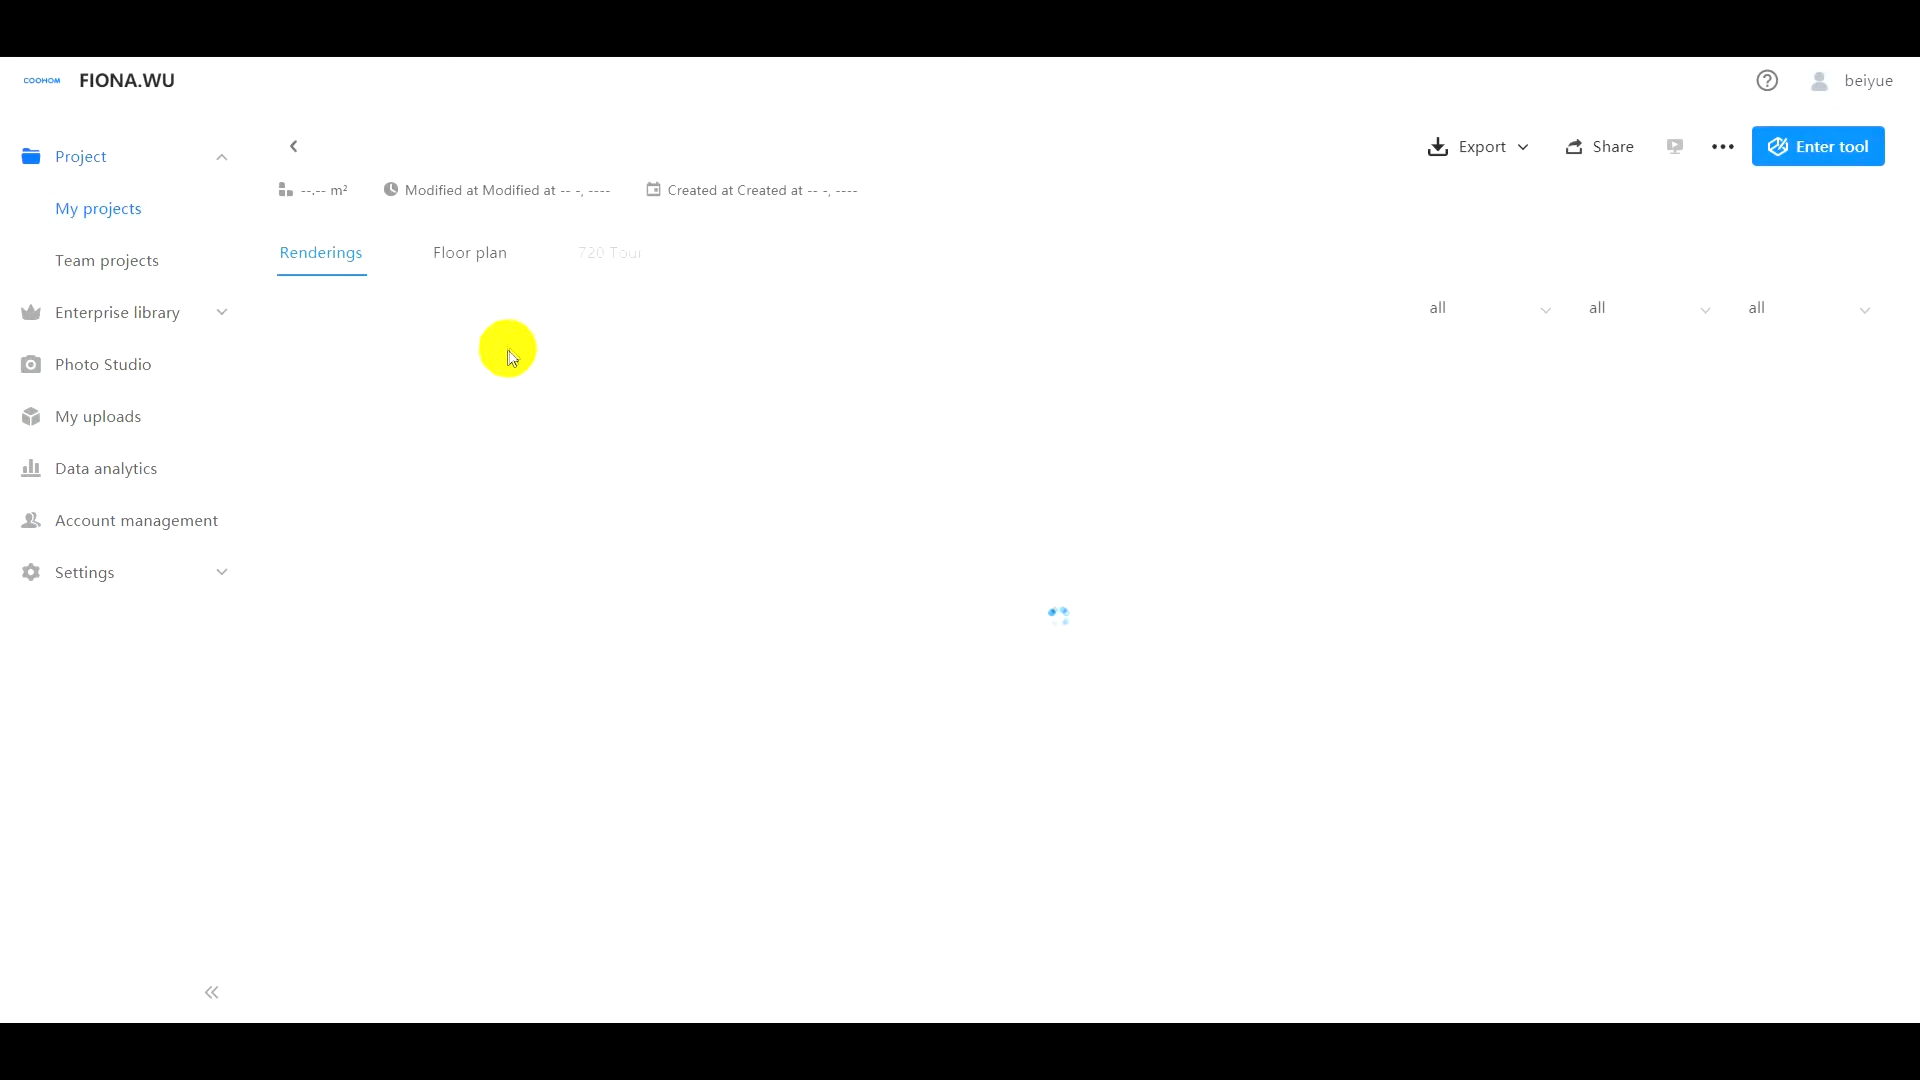 COOHOM FIONA.WU
beiyue
Project
My projects
Team projects
Enterprise library
Photo Studio
My uploads
Data analytics
Account management
Settings
Export
Share
Enter tool
--.-- m²
Modified at Modified at -- -, ----
Created at Created at -- -, ----
Renderings
Floor plan
720 Tour
all
all
all